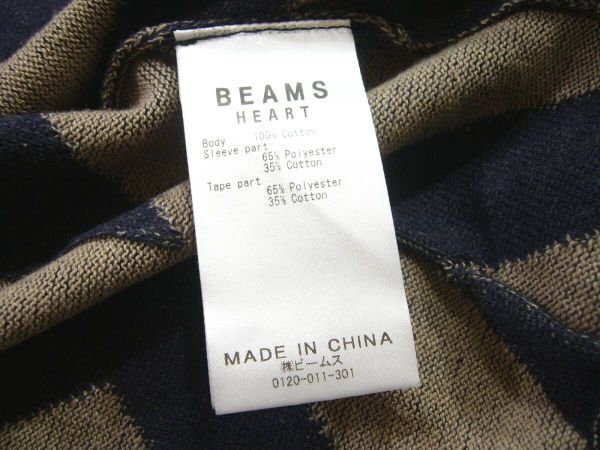 BEAMS
HEART
Body 100% Cotton
Sleeve part
65% Polyester
35% Cotton
Tape part 65% Polyester
35% Cotton
MADE IN CHINA
㈱ビームス
0120-011-301